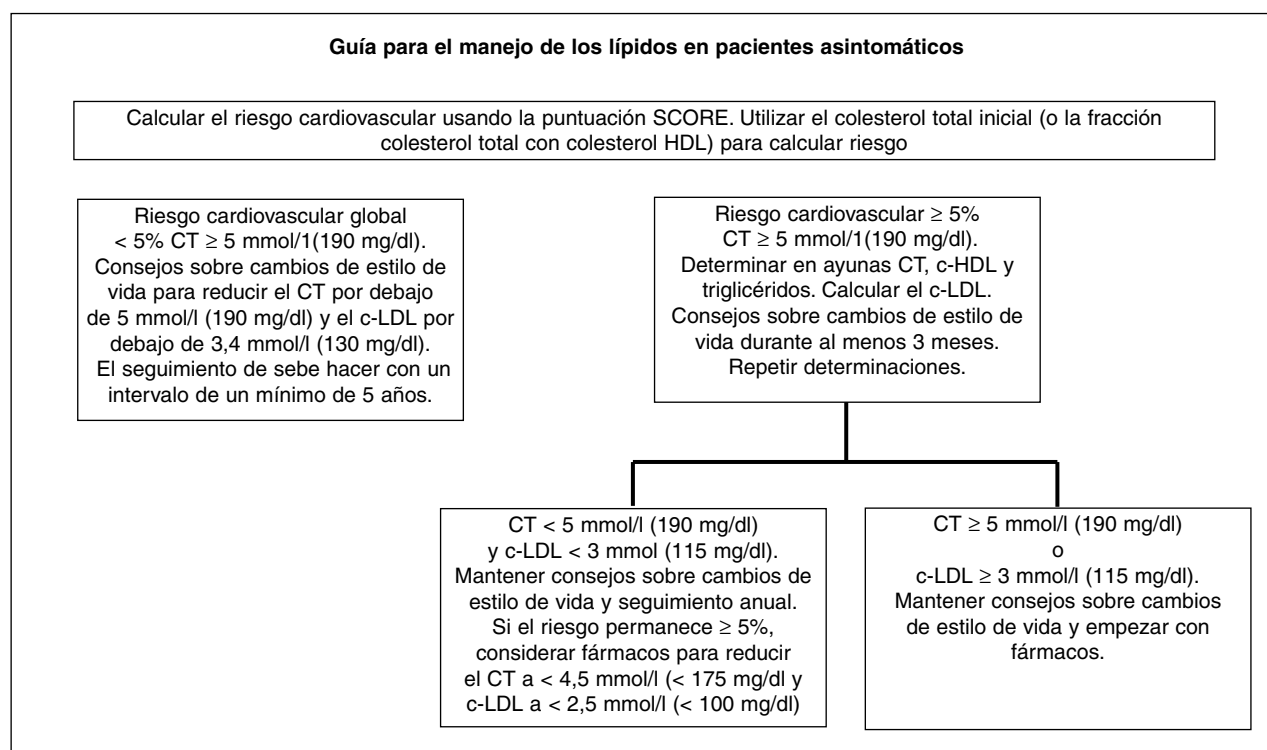 Guía para el manejo de los lípidos en pacientes asintomáticos
Calcular el riesgo cardiovascular usando la puntuación SCORE. Utilizar el colesterol total inicial (o la fracción
colesterol total con colesterol HDL) para calcular riesgo
Riesgo cardiovascular global
< 5% CT ≥ 5 mmol/1(190 mg/dl).
Consejos sobre cambios de estilo de
vida para reducir el CT por debajo
de 5 mmol/l (190 mg/dl) y el c-LDL por
debajo de 3,4 mmol/l (130 mg/dl).
El seguimiento de sebe hacer con un
intervalo de un mínimo de 5 años.
Riesgo cardiovascular ≥ 5%
CT ≥ 5 mmol/1(190 mg/dl).
Determinar en ayunas CT, c-HDL y
triglicéridos. Calcular el c-LDL.
Consejos sobre cambios de estilo de
vida durante al menos 3 meses.
Repetir determinaciones.
CT < 5 mmol/l (190 mg/dl)
y c-LDL < 3 mmol (115 mg/dl).
Mantener consejos sobre cambios de
estilo de vida y seguimiento anual.
Si el riesgo permanece ≥ 5%,
considerar fármacos para reducir
el CT a < 4,5 mmol/l (< 175 mg/dl y
c-LDL a < 2,5 mmol/l (< 100 mg/dl)
CT ≥ 5 mmol/l (190 mg/dl)
o
c-LDL ≥ 3 mmol/l (115 mg/dl).
Mantener consejos sobre cambios
de estilo de vida y empezar con
fármacos.